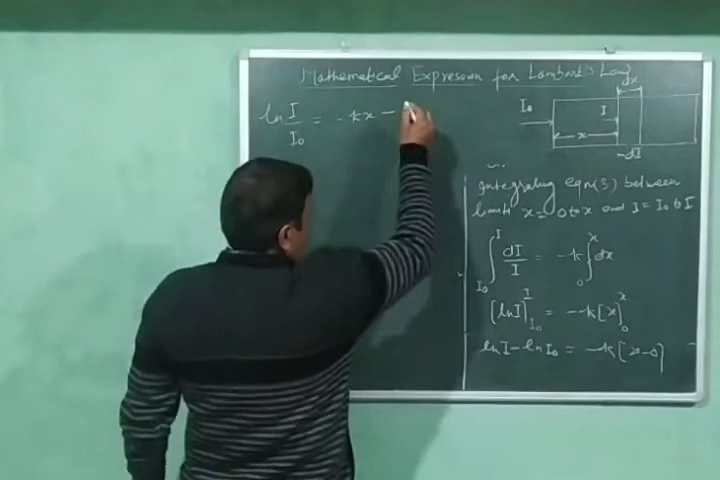 Mathematical Expression for Lambert's Law
ln I/I₀ = -kx -
dx
I₀
I
x
-dI
Integrating eqn(3) between
limits x = 0 to x and I = I₀ to I
∫_{I₀}^{I} dI/I = -k ∫_{0}^{x} dx
[ln I]_{I₀}^{I} = -k[x]_{0}^{x}
ln I - ln I₀ = -k[x-0]